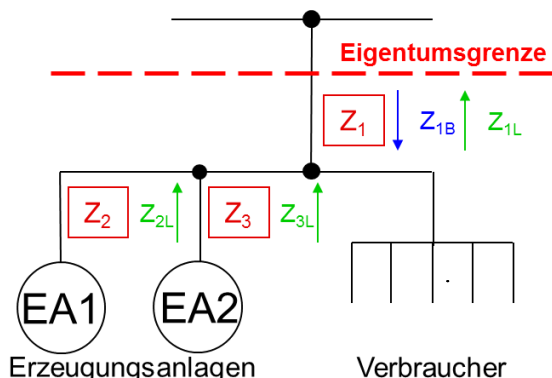 Eigentumsgrenze
Z1 Z1B Z1L
Z2 Z2L Z3 Z3L
EA1 EA2
Erzeugungsanlagen Verbraucher